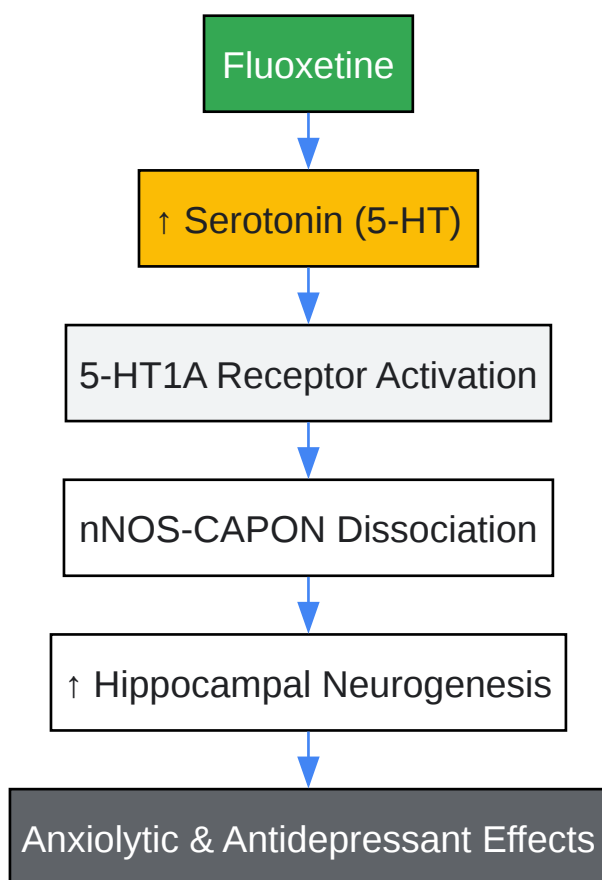 Fluoxetine
↑ Serotonin (5-HT)
5-HT1A Receptor Activation
nNOS-CAPON Dissociation
↑ Hippocampal Neurogenesis
Anxiolytic & Antidepressant Effects